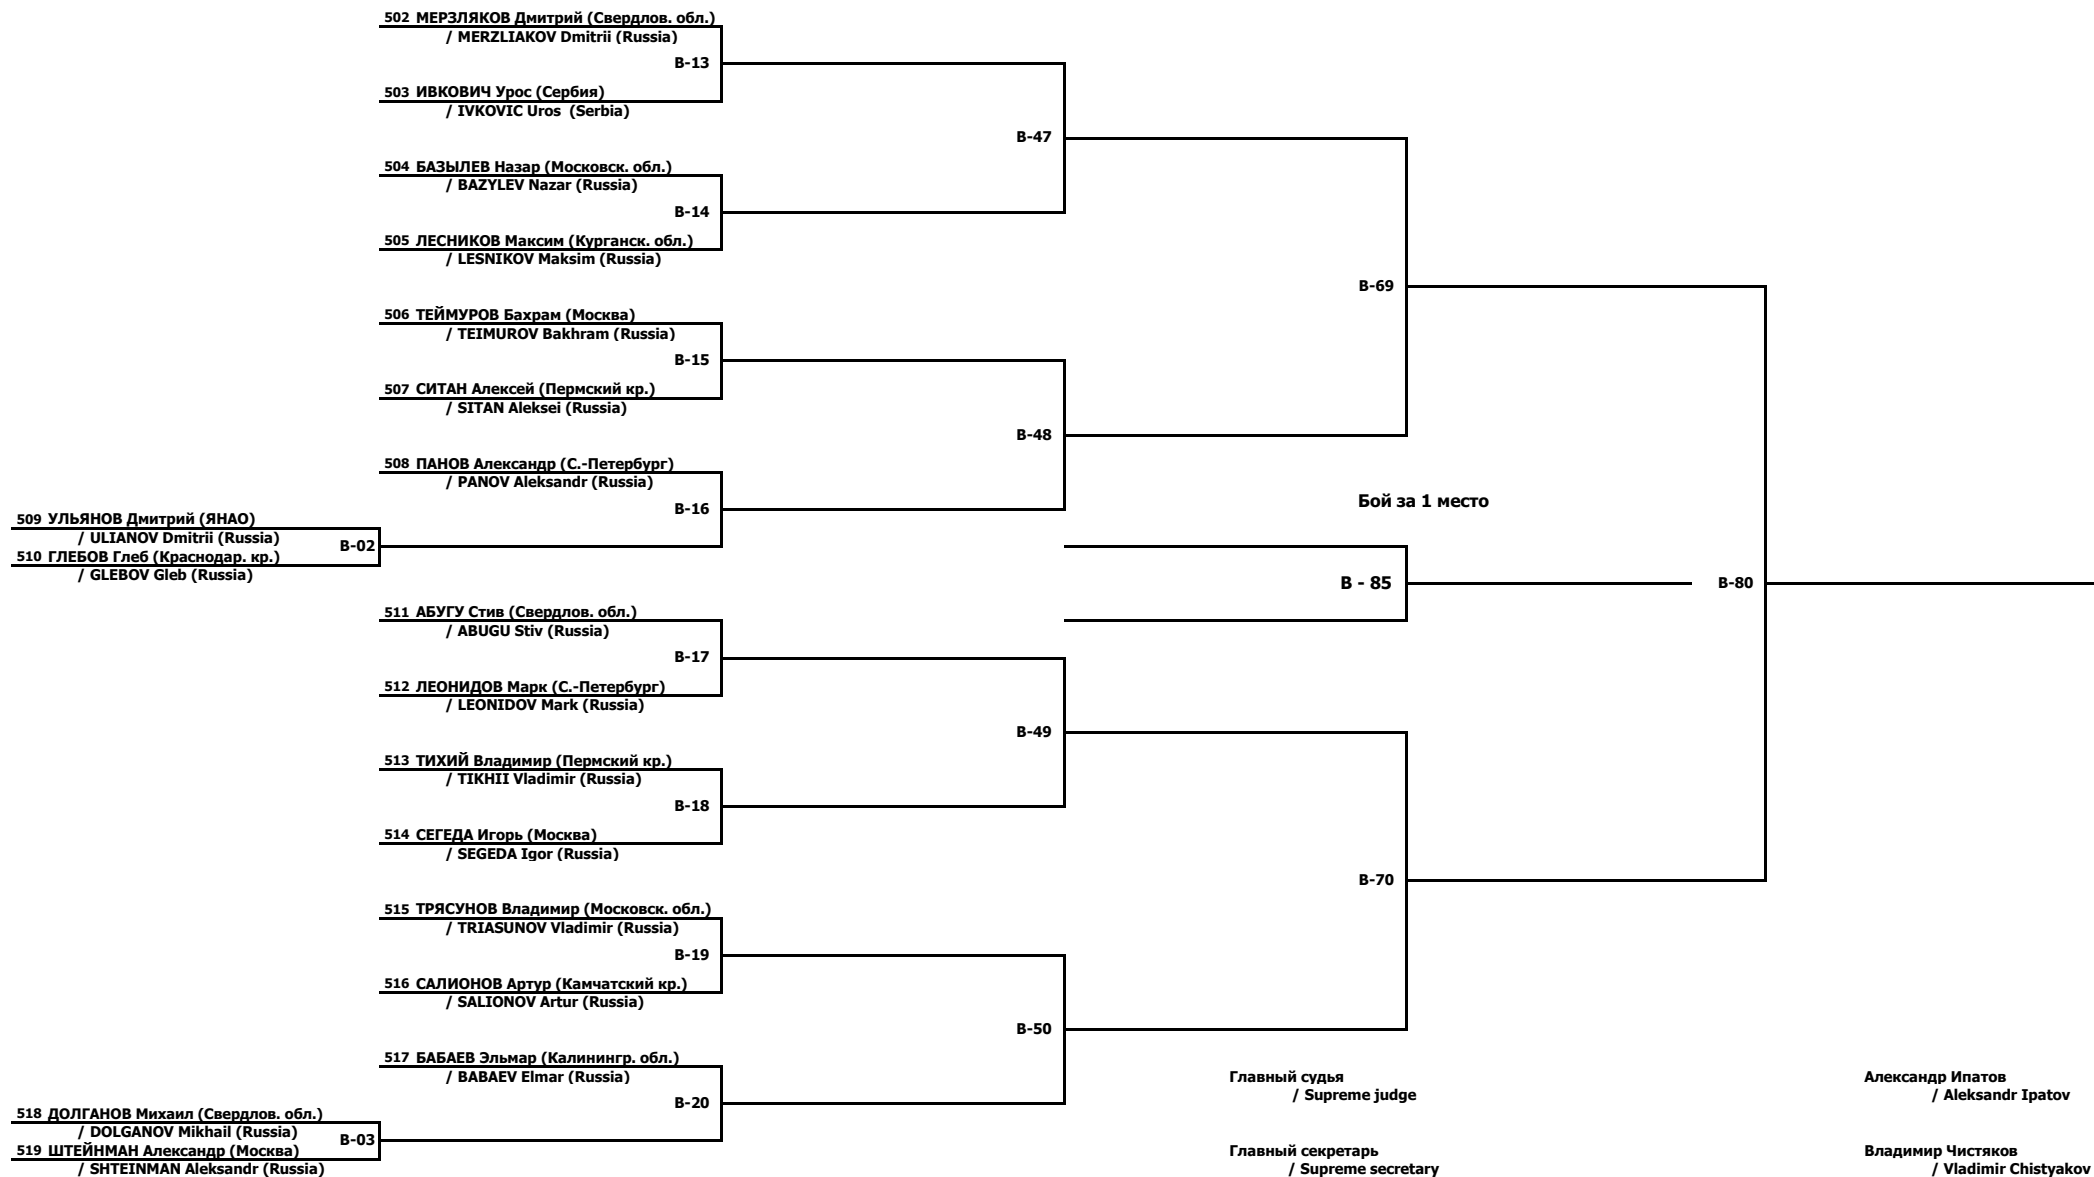 502 МЕРЗЛЯКОВ Дмитрий (Свердлов. обл.)
/ MERZLIAKOV Dmitrii (Russia)
B-13
503 ИВКОВИЧ Урос (Сербия)
/ IVKOVIC Uros (Serbia)
B-47
504 БАЗЫЛЕВ Назар (Московск. обл.)
/ BAZYLEV Nazar (Russia)
B-14
505 ЛЕСНИКОВ Максим (Курганск. обл.)
/ LESNIKOV Maksim (Russia)
B-69
506 ТЕЙМУРОВ Бахрам (Москва)
/ TEIMUROV Bakhram (Russia)
B-15
507 СИТАН Алексей (Пермский кр.)
/ SITAN Aleksei (Russia)
B-48
508 ПАНОВ Александр (С.-Петербург)
/ PANOV Aleksandr (Russia)
Бой за 1 место
B-16
509 УЛЬЯНОВ Дмитрий (ЯНАО)
/ ULIANOV Dmitrii (Russia)
B-02
510 ГЛЕБОВ Глеб (Краснодар. кр.)
/ GLEBOV Gleb (Russia)
B - 85
B-80
511 АБУГУ Стив (Свердлов. обл.)
/ ABUGU Stiv (Russia)
B-17
512 ЛЕОНИДОВ Марк (С.-Петербург)
/ LEONIDOV Mark (Russia)
B-49
513 ТИХИЙ Владимир (Пермский кр.)
/ TIKHII Vladimir (Russia)
B-18
514 СЕГЕДА Игорь (Москва)
/ SEGEDA Igor (Russia)
B-70
515 ТРЯСУНОВ Владимир (Московск. обл.)
/ TRIASUNOV Vladimir (Russia)
B-19
516 САЛИОНОВ Артур (Камчатский кр.)
/ SALIONOV Artur (Russia)
B-50
517 БАБАЕВ Эльмар (Калинингр. обл.)
/ BABAEV Elmar (Russia)
Главный судья
/ Supreme judge
Александр Ипатов
/ Aleksandr Ipatov
B-20
518 ДОЛГАНОВ Михаил (Свердлов. обл.)
/ DOLGANOV Mikhail (Russia)
B-03
519 ШТЕЙНМАН Александр (Москва)
/ SHTEINMAN Aleksandr (Russia)
Главный секретарь
/ Supreme secretary
Владимир Чистяков
/ Vladimir Chistyakov